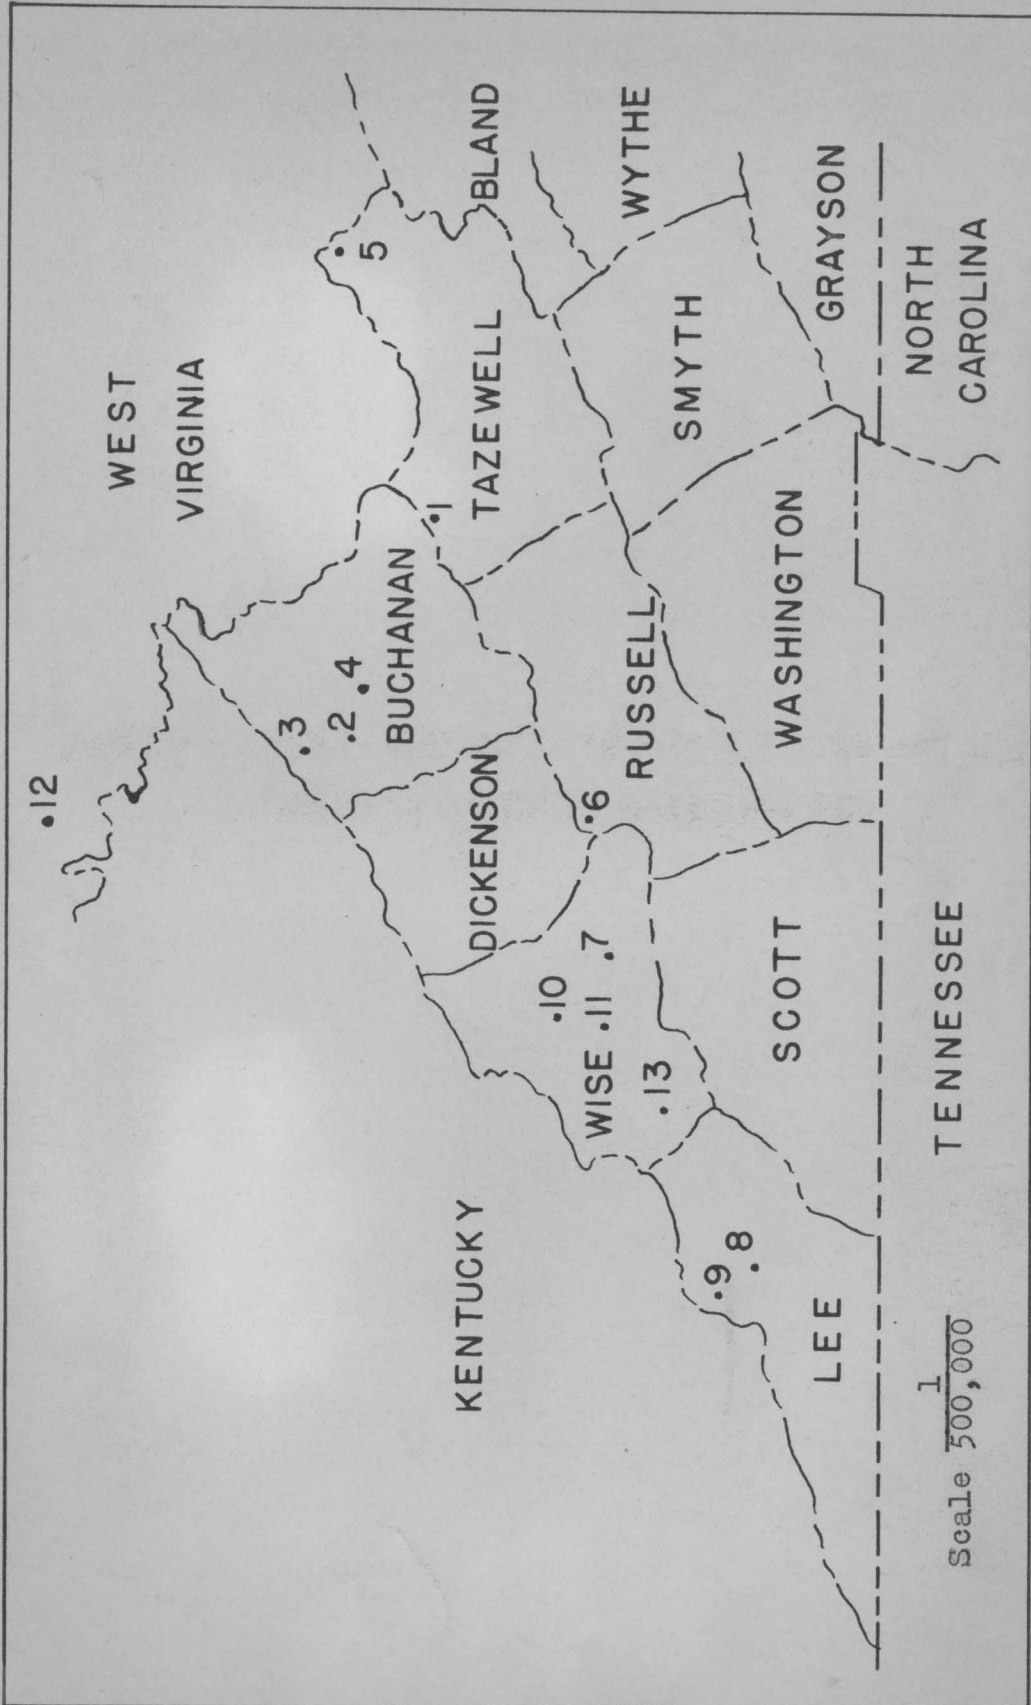 .12
WEST
VIRGINIA
.3
.2
.4
BUCHANAN
.1
.5
KENTUCKY
DICKENSON
TAZEWELL
BLAND
.10
WISE
.11
.7
.6
RUSSELL
SMYTH
WYTHE
.13
.9
.8
LEE
SCOTT
WASHINGTON
GRAYSON
Scale 1
500,000
TENNESSEE
NORTH
CAROLINA